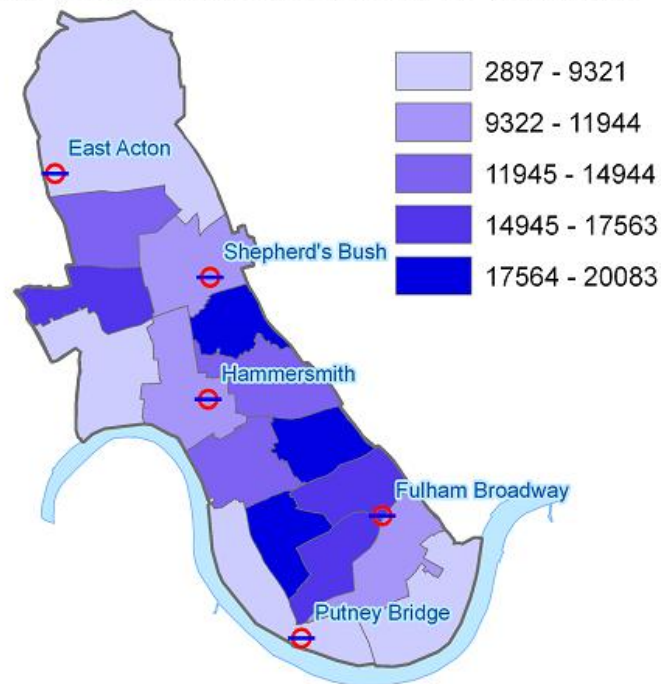 2897 - 9321
East Acton
9322 - 11944
11945 - 14944
Shepherd's Bush
14945 - 17563
17564 - 20083
Hammersmith
Fulham Broadway
Putney Bridge